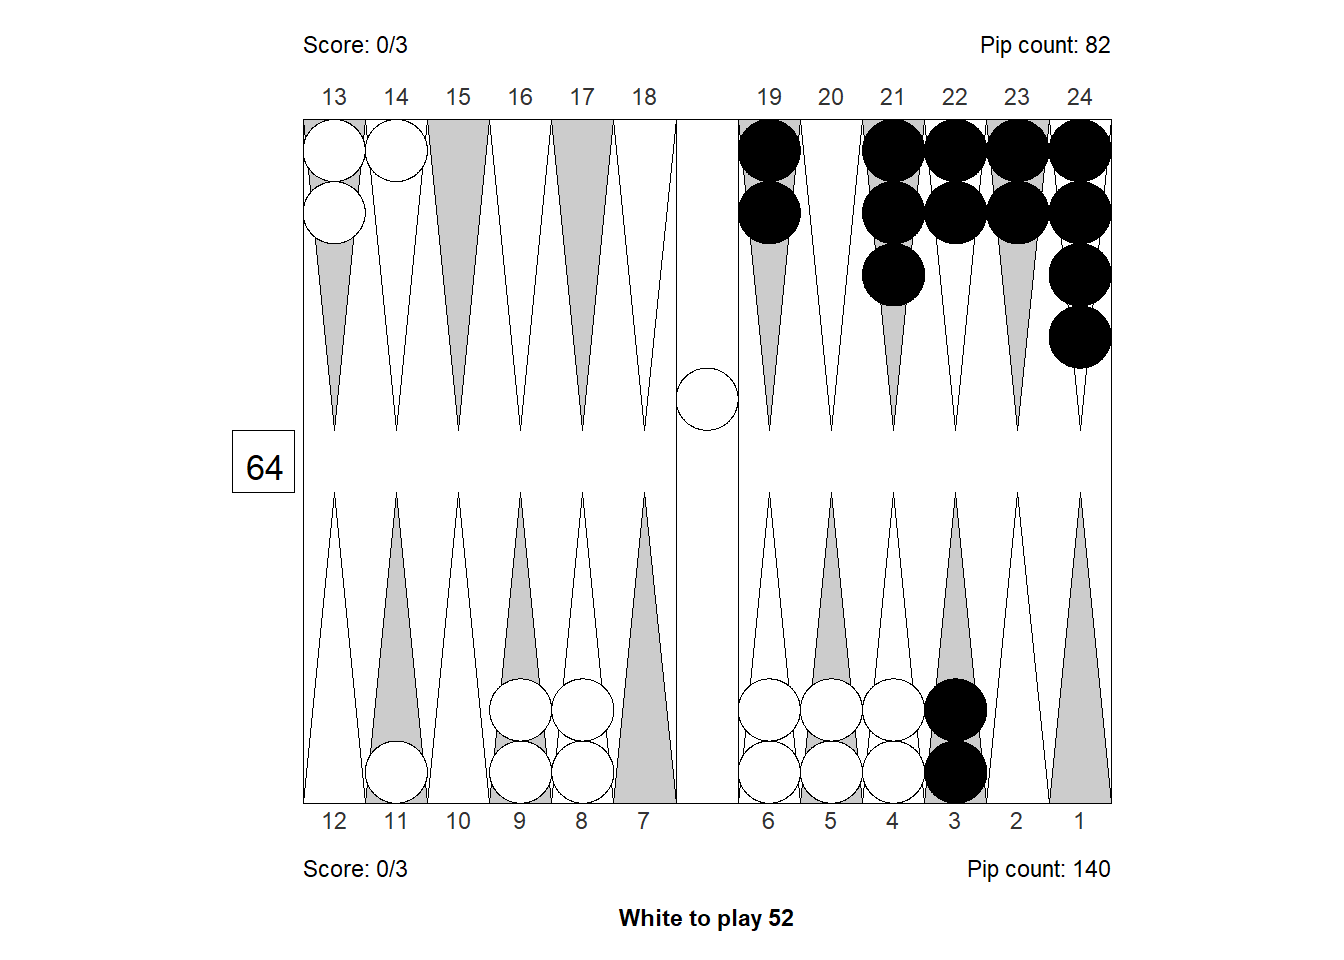 Score: 0/3 Pip count: 82
13 14 15 16 17 18 19 20 21 22 23 24
64
12 11 10 9 8 7 6 5 4 3 2 1
Score: 0/3 Pip count: 140
White to play 52